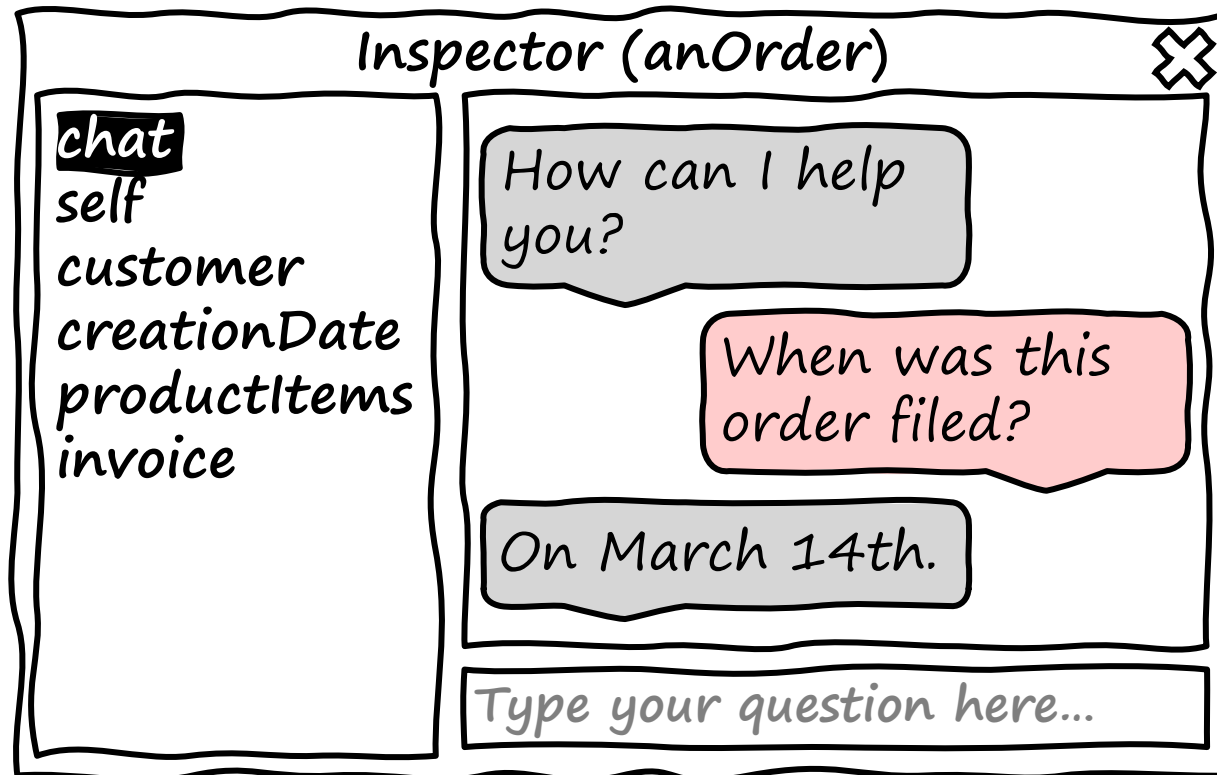 Inspector (anOrder)
chat
self
customer
creationDate
productItems
invoice
How can I help
you?
When was this
order filed?
On March 14th.
Type your question here...